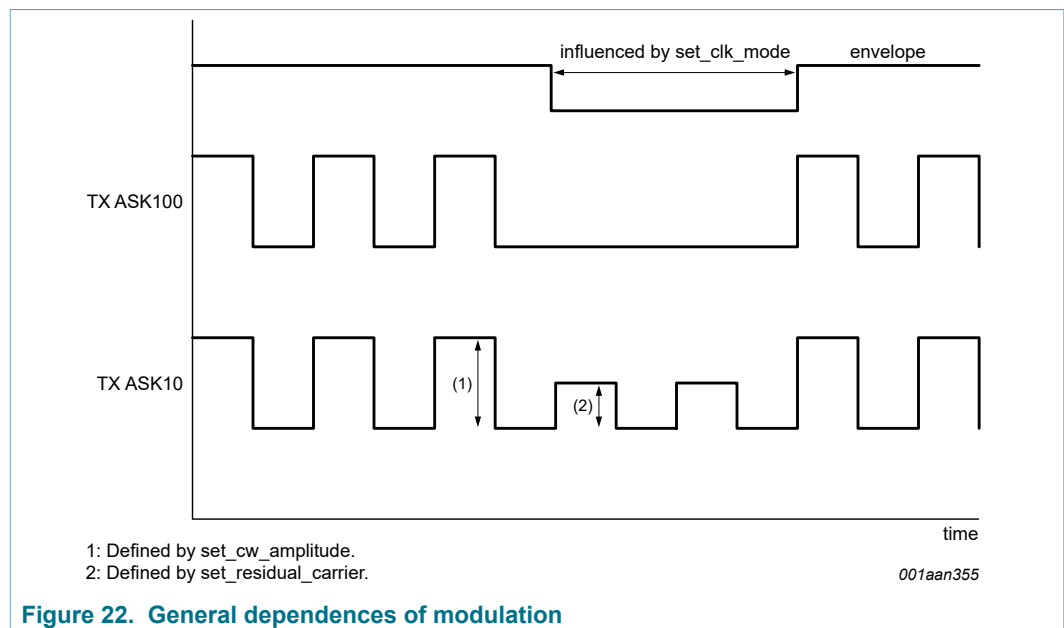 influenced by set_clk_mode
envelope
TX ASK100
TX ASK10
(1)
(2)
time
1: Defined by set_cw_amplitude.
2: Defined by set_residual_carrier.
001aan355
Figure 22. General dependences of modulation